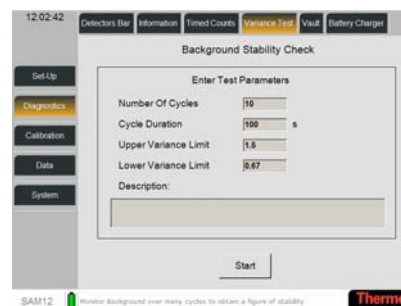 12:02:42
Detectors Bar Information Timed Counts Variance Test Vault Battery Charger
Background Stability Check
Set-Up
Diagnostics
Calibration
Data
System
Enter Test Parameters
Number Of Cycles 10
Cycle Duration 100 s
Upper Variance Limit 1.5
Lower Variance Limit 0.67
Description:
Start
SAM12 Monitor Background over many cycles to obtain a figure of stability Thermo